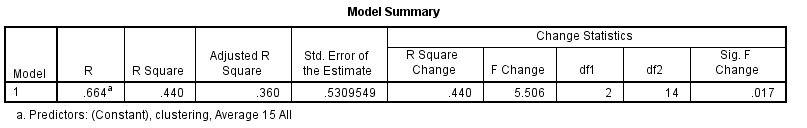 Model Summary
Model R R Square Adjusted R Square Std. Error of the Estimate Change Statistics
R Square Change F Change df1 df2 Sig. F Change
1 .664a .440 .360 .5309549 .440 5.506 2 14 .017
a. Predictors: (Constant), clustering, Average 15 All